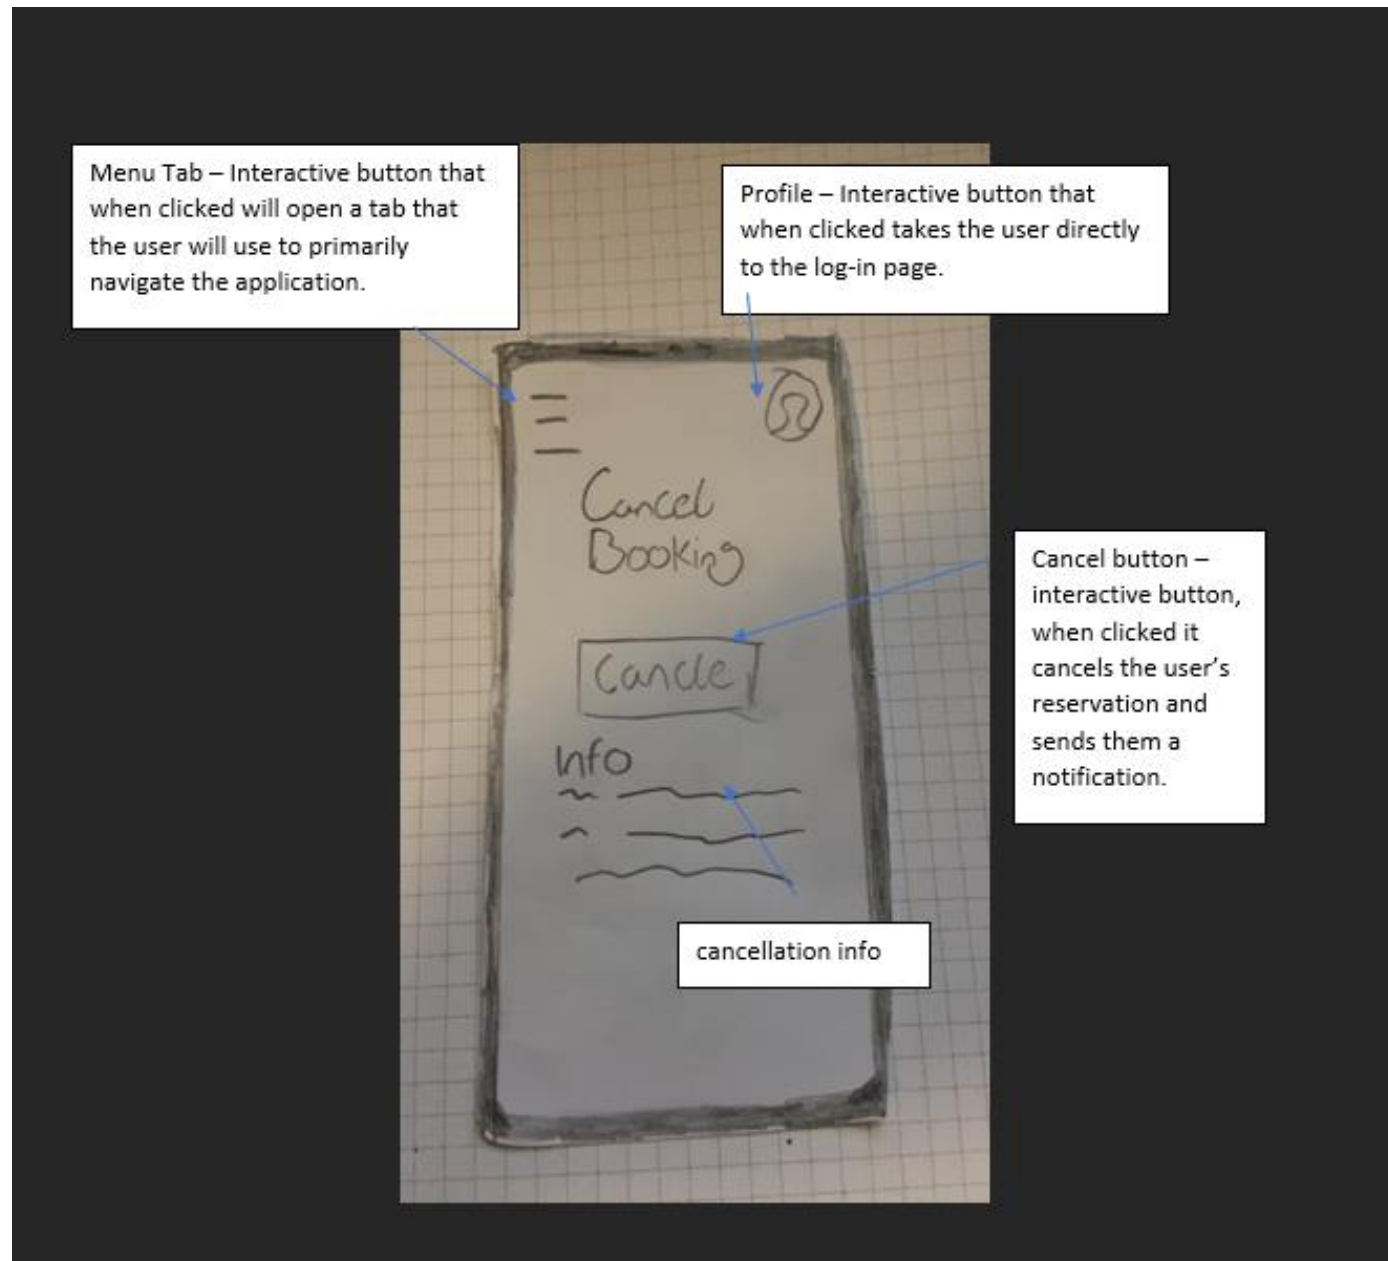 Menu Tab – Interactive button that
when clicked will open a tab that
the user will use to primarily
navigate the application.
Profile – Interactive button that
when clicked takes the user directly
to the log-in page.
Cancel
Booking
Cancel button –
interactive button,
when clicked it
cancels the user's
reservation and
sends them a
notification.
Cancle
Info
cancellation info